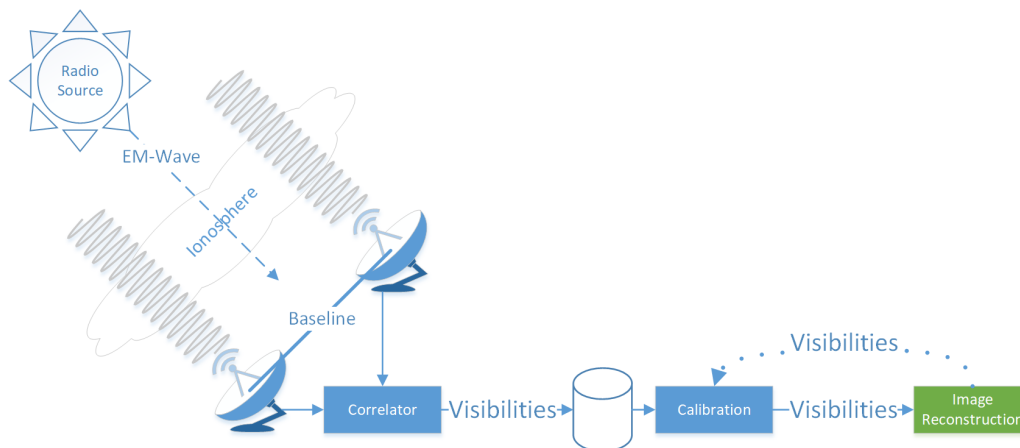 Radio
Source
EM-Wave
Ionosphere
Baseline
Visibilities
Correlator
Visibilities
Calibration
Visibilities
Image
Reconstruction